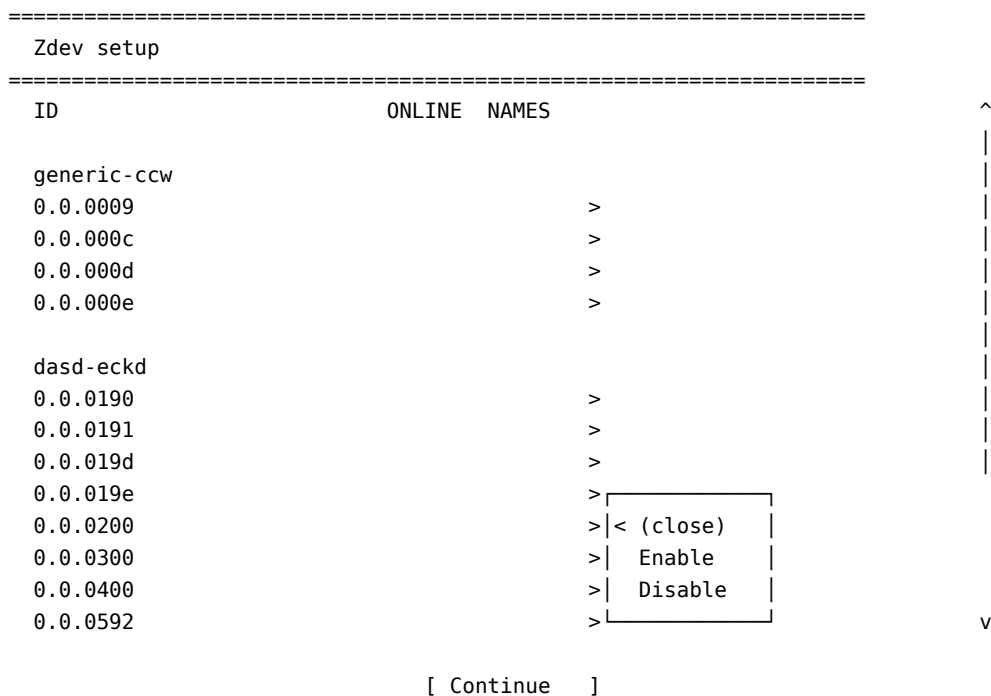 ====================================================================
Zdev setup
====================================================================
ID ONLINE NAMES ^
│
generic-ccw │
0.0.0009 > │
0.0.000c > │
0.0.000d > │
0.0.000e > │
│
dasd-eckd │
0.0.0190 > │
0.0.0191 > │
0.0.019d > │
0.0.019e >┌─────────────┐
0.0.0200 >│< (close) │
0.0.0300 >│ Enable │
0.0.0400 >│ Disable │
0.0.0592 >└─────────────┘ v
[ Continue ]